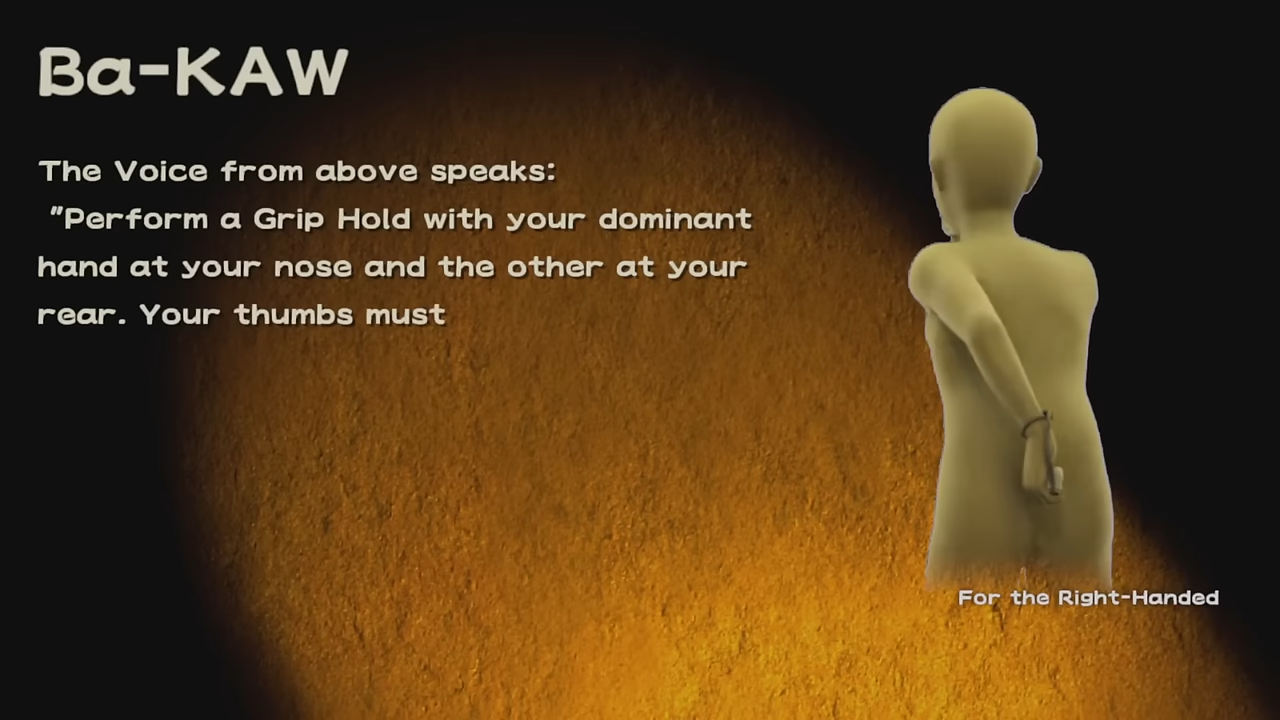 Ba-KAW
The Voice from above speaks:
"Perform a Grip Hold with your dominant
hand at your nose and the other at your
rear. Your thumbs must
For the Right-Handed